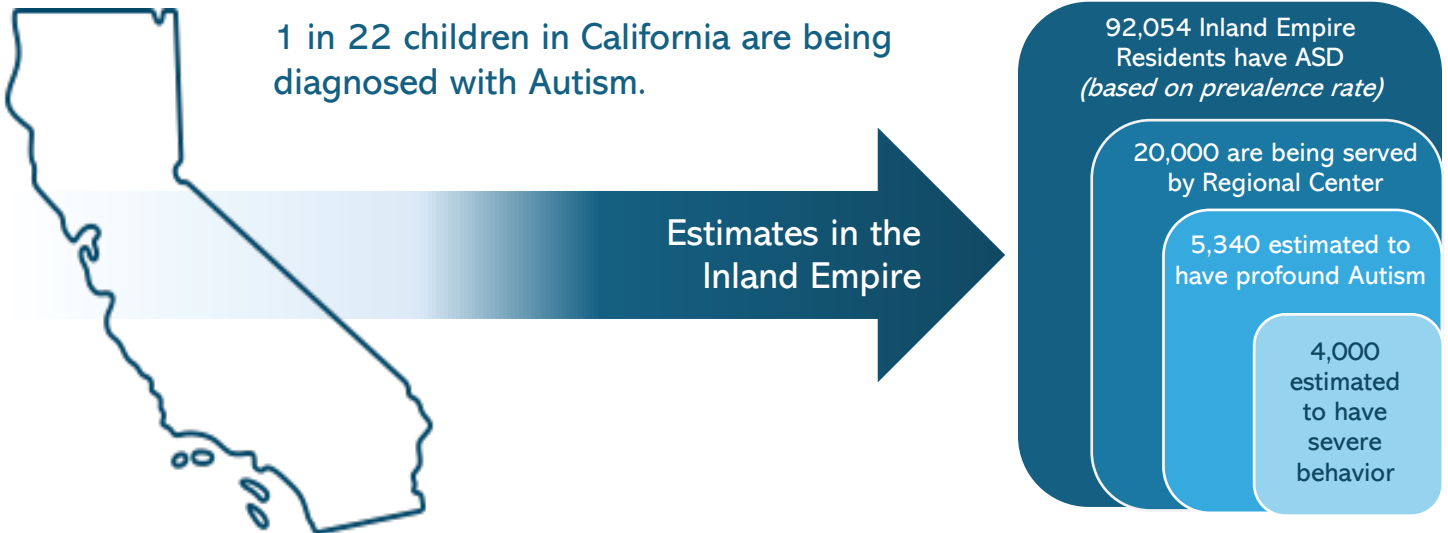 1 in 22 children in California are being
diagnosed with Autism.
Estimates in the
Inland Empire
92,054 Inland Empire
Residents have ASD
(based on prevalence rate)
20,000 are being served
by Regional Center
5,340 estimated to
have profound Autism
4,000
estimated
to have
severe
behavior